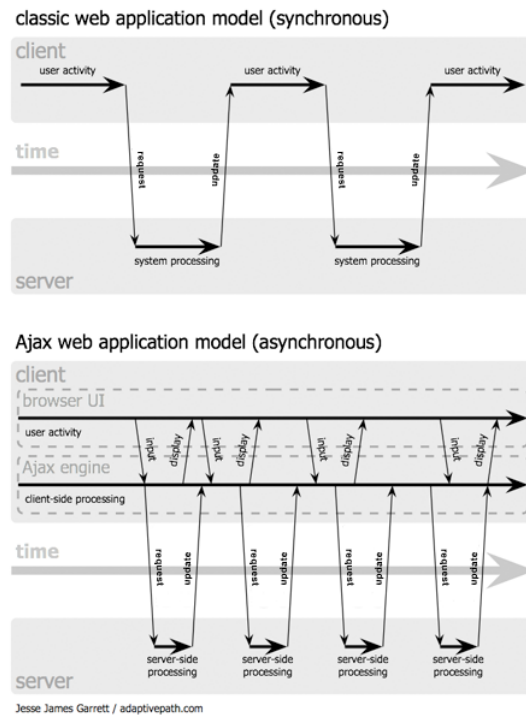 classic web application model (synchronous)
client
user activity
user activity
user activity
time
request
update
request
update
system processing
system processing
server
Ajax web application model (asynchronous)
client
browser UI
user activity
input
display
input
display
input
display
input
display
Ajax engine
client-side processing
time
request
update
request
update
request
update
request
update
server-side
processing
server-side
processing
server-side
processing
server-side
processing
server
Jesse James Garrett / adaptivepath.com